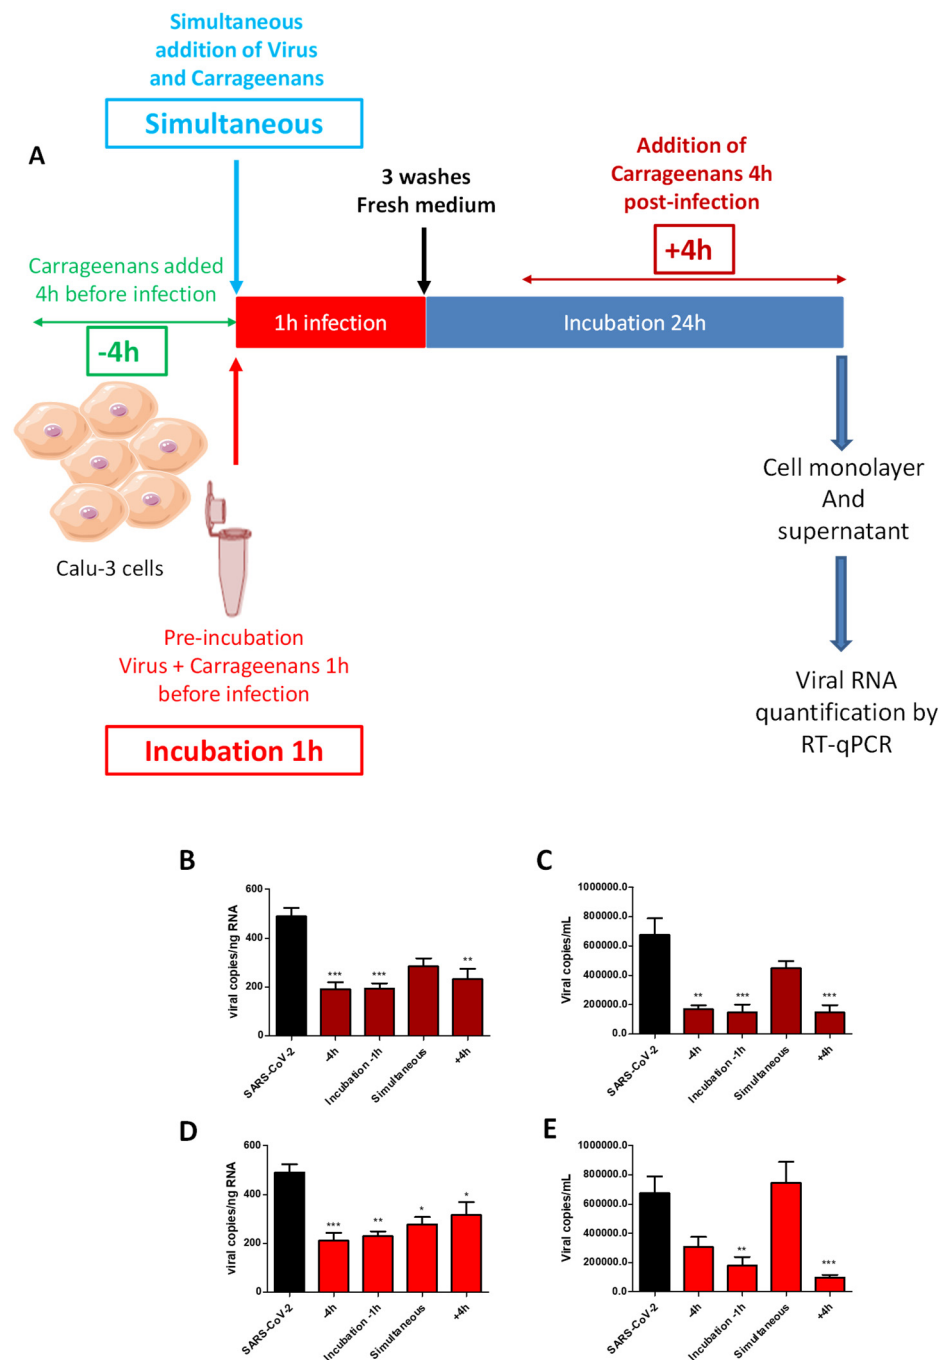 Simultaneous
addition of Virus
and Carrageenans
Simultaneous
A
3 washes
Fresh medium
Addition of
Carrageenans 4h
post-infection
+4h
Carrageenans added
4h before infection
-4h
1h infection
Incubation 24h
Calu-3 cells
Pre-incubation
Virus + Carrageenans 1h
before infection
Incubation 1h
Cell monolayer
And
supernatant
Viral RNA
quantification by
RT-qPCR
B
viral copies/ng RNA
600
400
200
0
***
***
**
SARS-CoV-2
-4h
Incubation -1h
Simultaneous
+4h
C
Viral copies/mL
1000000.0
800000.0
600000.0
400000.0
200000.0
0.0
**
***
***
SARS-CoV-2
-4h
Incubation -1h
Simultaneous
+4h
D
viral copies/ng RNA
600
400
200
0
***
**
*
*
SARS-CoV-2
-4h
Incubation -1h
Simultaneous
+4h
E
Viral copies/mL
1000000.0
800000.0
600000.0
400000.0
200000.0
0.0
**
***
SARS-CoV-2
-4h
Incubation -1h
Simultaneous
+4h